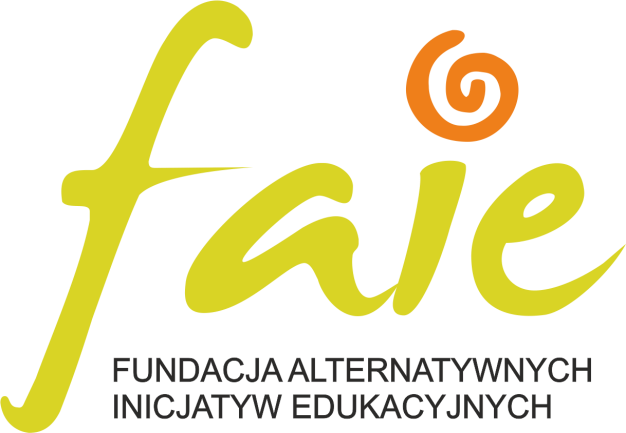 faie
FUNDACJA ALTERNATYWNYCH
INICJATYW EDUKACYJNYCH